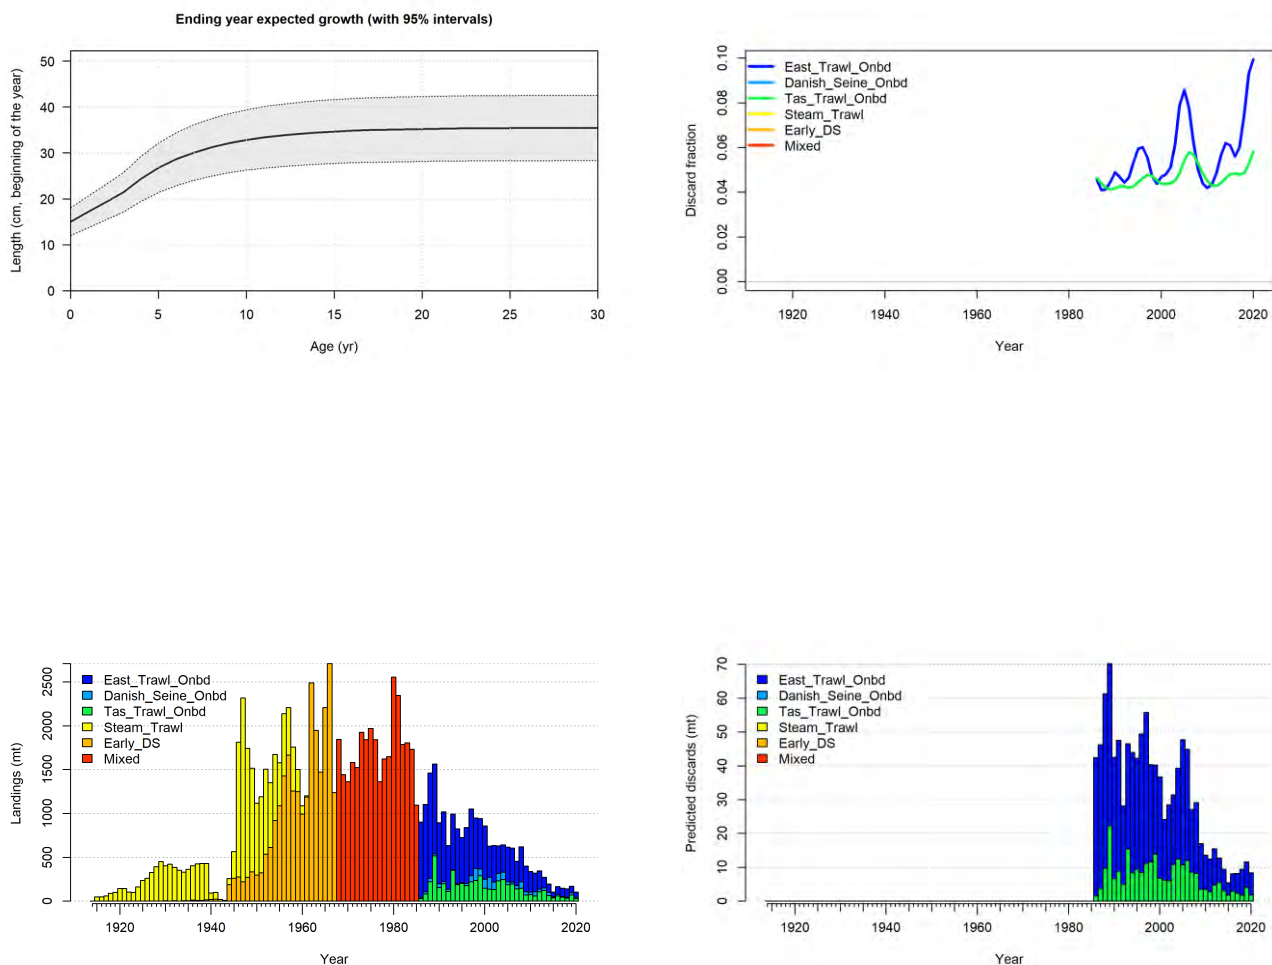 Ending year expected growth (with 95% intervals)
Length (cm, beginning of the year)
50
40
30
20
10
0
0 5 10 15 20 25 30
Age (yr)
Discard fraction
0.10
0.08
0.06
0.04
0.02
0.00
East_Trawl_Onbd
Danish_Seine_Onbd
Tas_Trawl_Onbd
Steam_Trawl
Early_DS
Mixed
1920 1940 1960 1980 2000 2020
Year
Landings (mt)
2500
2000
1500
1000
500
0
East_Trawl_Onbd
Danish_Seine_Onbd
Tas_Trawl_Onbd
Steam_Trawl
Early_DS
Mixed
1920 1940 1960 1980 2000 2020
Year
Predicted discards (mt)
70
60
50
40
30
20
10
0
East_Trawl_Onbd
Danish_Seine_Onbd
Tas_Trawl_Onbd
Steam_Trawl
Early_DS
Mixed
1920 1940 1960 1980 2000 2020
Year